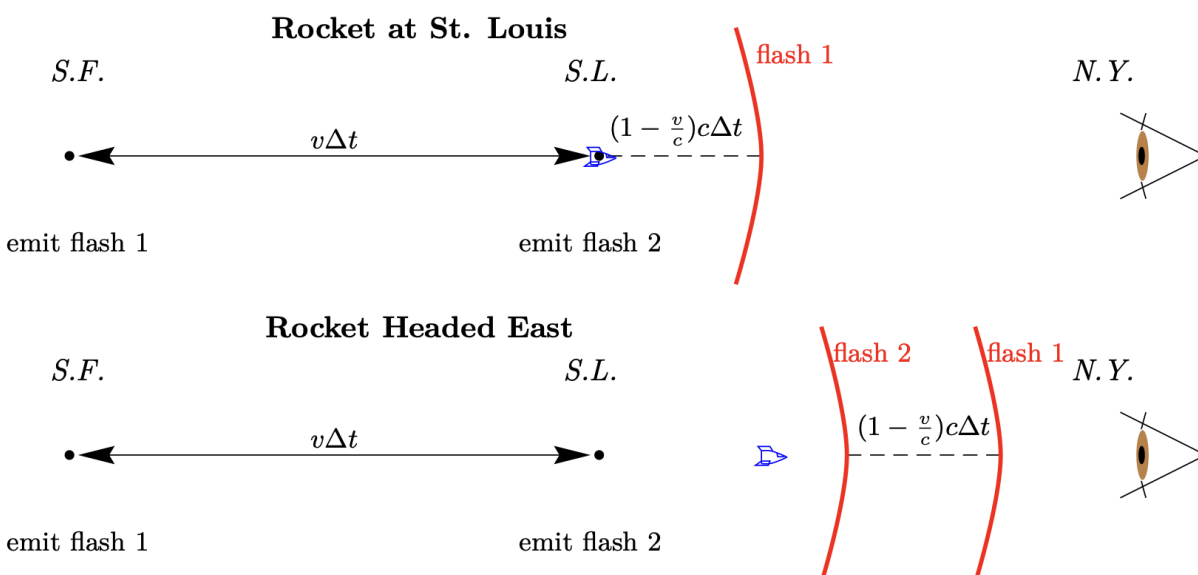 Rocket at St. Louis
flash 1
S.F.
S.L.
N.Y.
vΔt
(1 − v/c)cΔt
emit flash 1
emit flash 2
Rocket Headed East
flash 2
flash 1
S.F.
S.L.
N.Y.
vΔt
(1 − v/c)cΔt
emit flash 1
emit flash 2